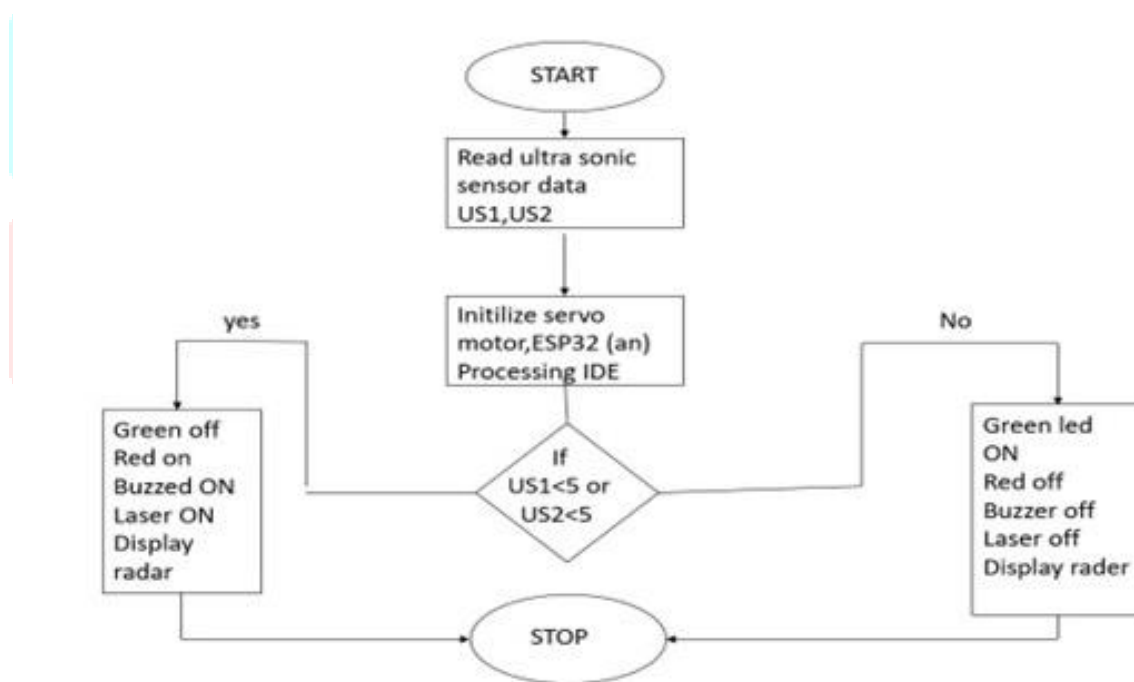 START
Read ultra sonic
sensor data
US1,US2
Initilize servo
motor,ESP32 (an)
Processing IDE
yes
No
If
US1<5 or
US2<5
Green off
Red on
Buzzed ON
Laser ON
Display
radar
Green led
ON
Red off
Buzzer off
Laser off
Display rader
STOP